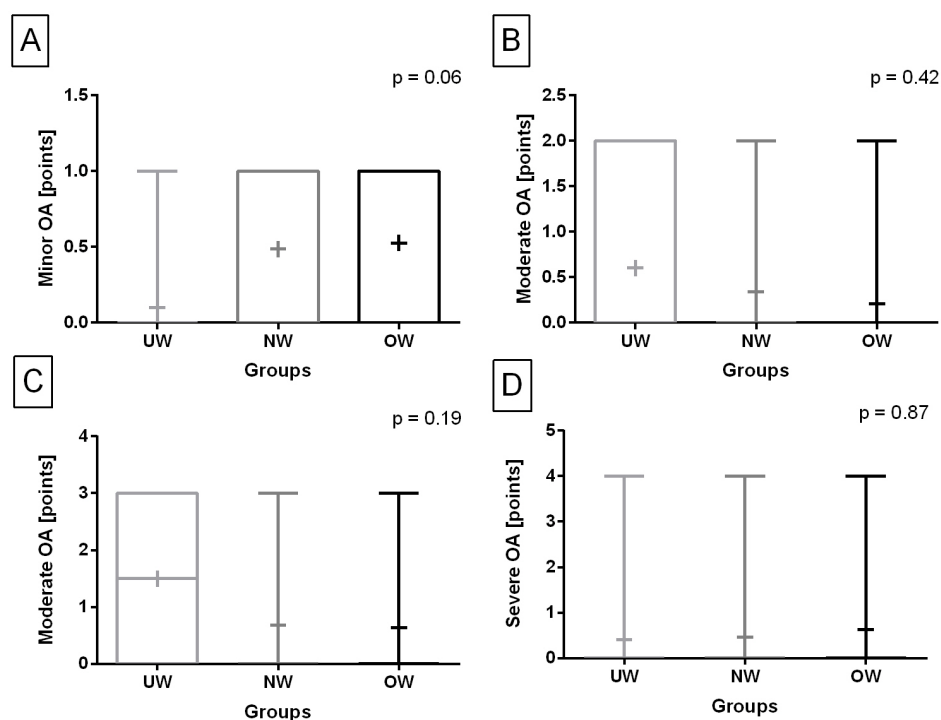 A
p = 0.06
Minor OA [points]
1.5
1.0
0.5
0.0
UW
NW
OW
Groups
B
p = 0.42
Moderate OA [points]
2.5
2.0
1.5
1.0
0.5
0.0
UW
NW
OW
Groups
C
p = 0.19
Moderate OA [points]
4
3
2
1
0
UW
NW
OW
Groups
D
p = 0.87
Severe OA [points]
5
4
3
2
1
0
UW
NW
OW
Groups